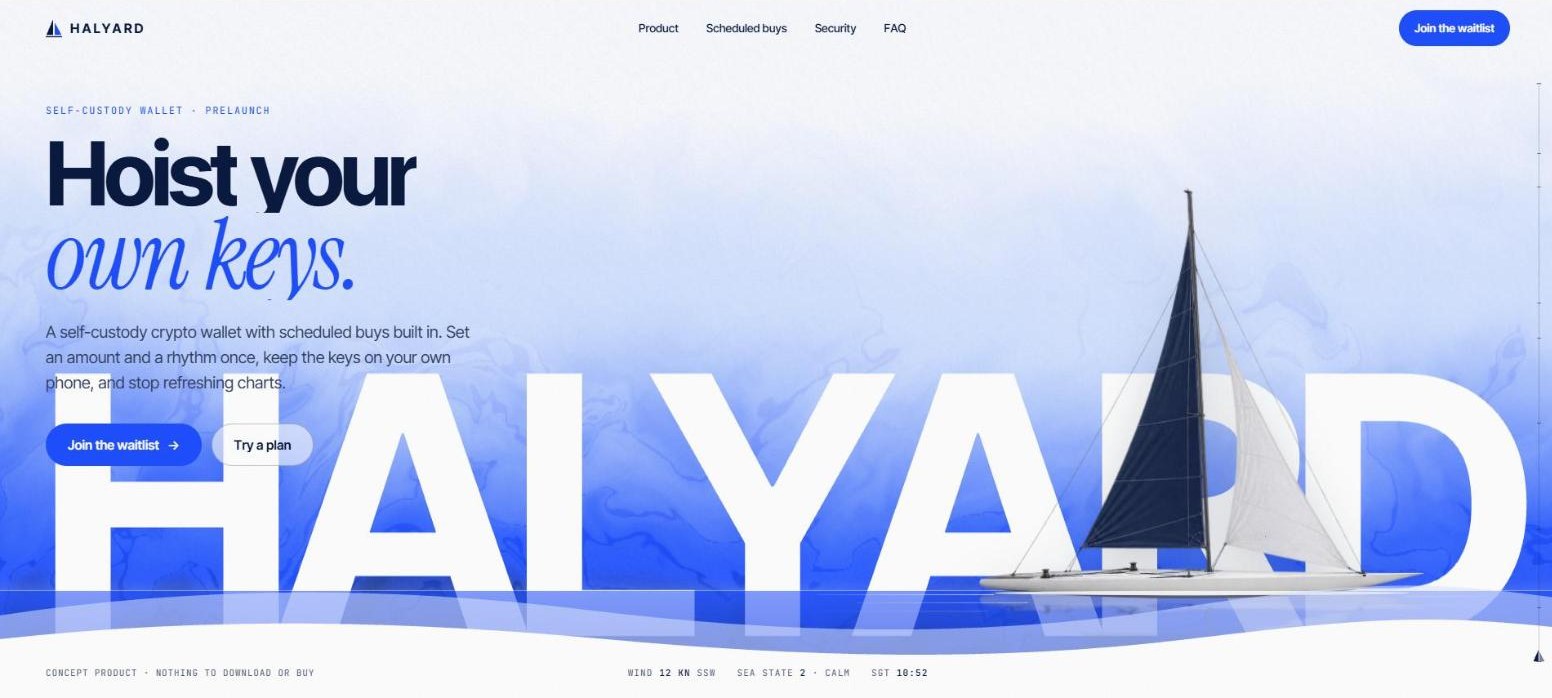 HALYARD
Product Scheduled buys Security FAQ
Join the waitlist
SELF-CUSTODY WALLET · PRELAUNCH
Hoist your
own keys.
A self-custody crypto wallet with scheduled buys built in. Set
an amount and a rhythm once, keep the keys on your own
phone, and stop refreshing charts.
Join the waitlist →
Try a plan
HALYARD
CONCEPT PRODUCT · NOTHING TO DOWNLOAD OR BUY
WIND 12 KN SSW SEA STATE 2 · CALM SGT 10:52